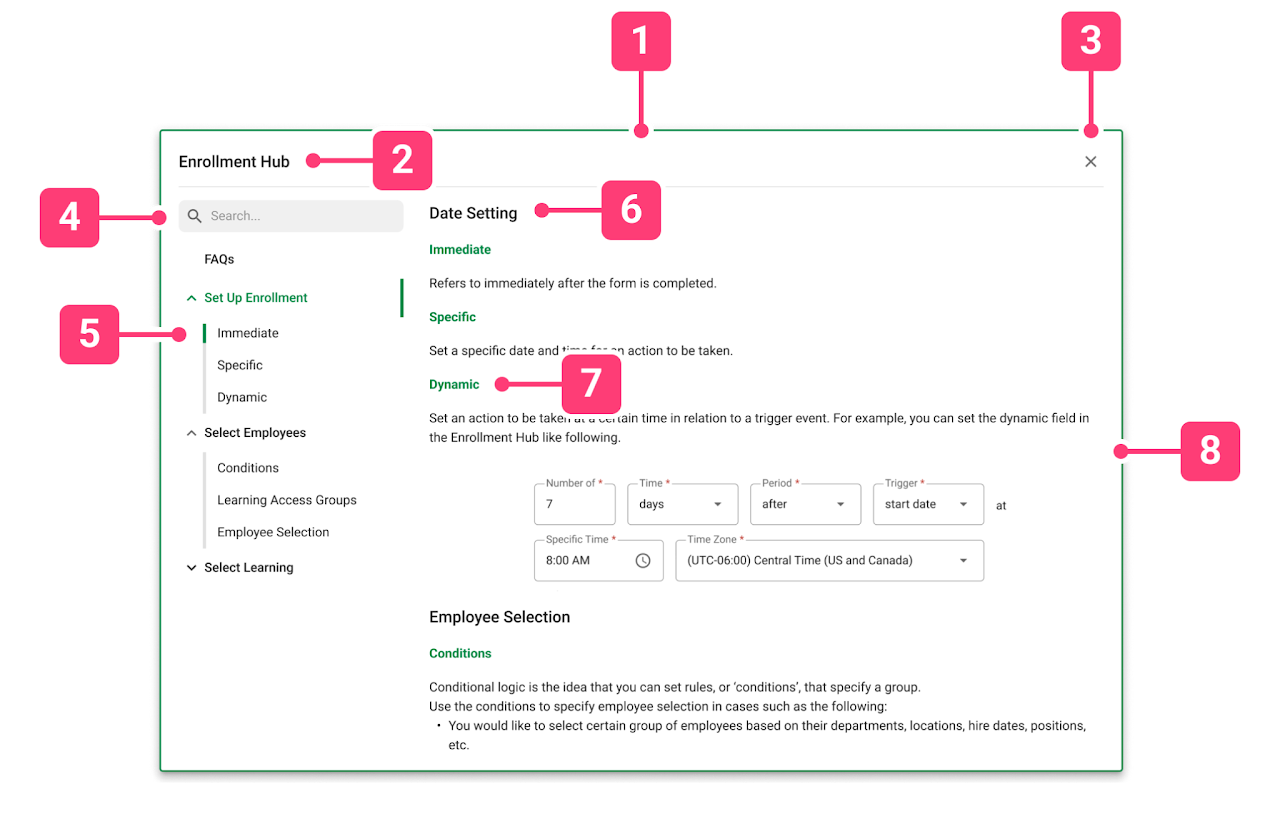 1
3
Enrollment Hub
2
4
Search...
Date Setting
6
FAQs
Immediate
Set Up Enrollment
Refers to immediately after the form is completed.
5
Immediate
Specific
Specific
Set a specific date and time for an action to be taken.
Dynamic
Dynamic
7
Set an action to be taken at a certain time in relation to a trigger event. For example, you can set the dynamic field in
the Enrollment Hub like following.
Select Employees
8
Conditions
Learning Access Groups
Employee Selection
Select Learning
Number of *
7
Time *
days
Period *
after
Trigger *
start date
at
Specific Time *
8:00 AM
Time Zone *
(UTC-06:00) Central Time (US and Canada)
Employee Selection
Conditions
Conditional logic is the idea that you can set rules, or ‘conditions’, that specify a group.
Use the conditions to specify employee selection in cases such as the following:
• You would like to select certain group of employees based on their departments, locations, hire dates, positions,
etc.